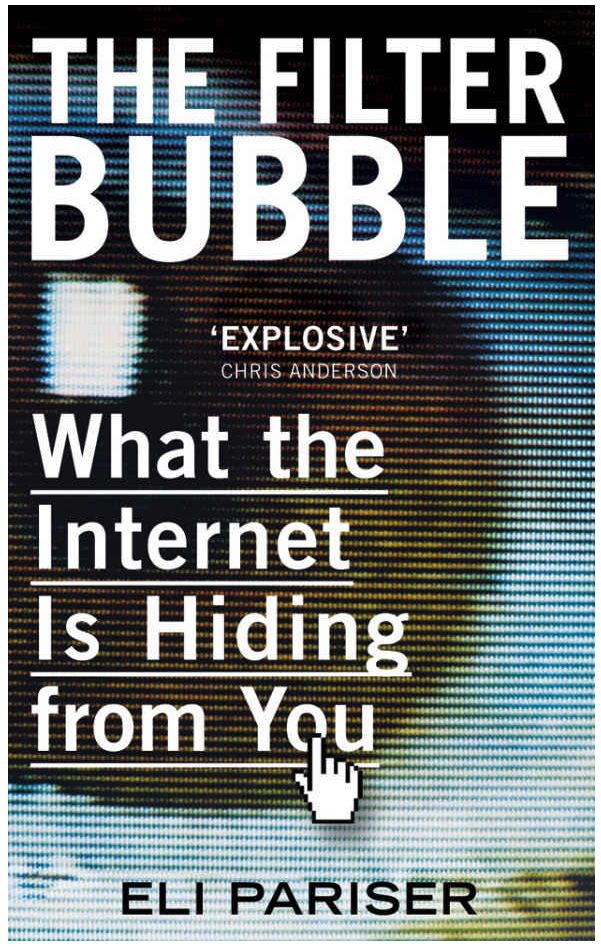 THE FILTER
BUBBLE
‘EXPLOSIVE’
CHRIS ANDERSON
What the
Internet
Is Hiding
from You
ELI PARISER